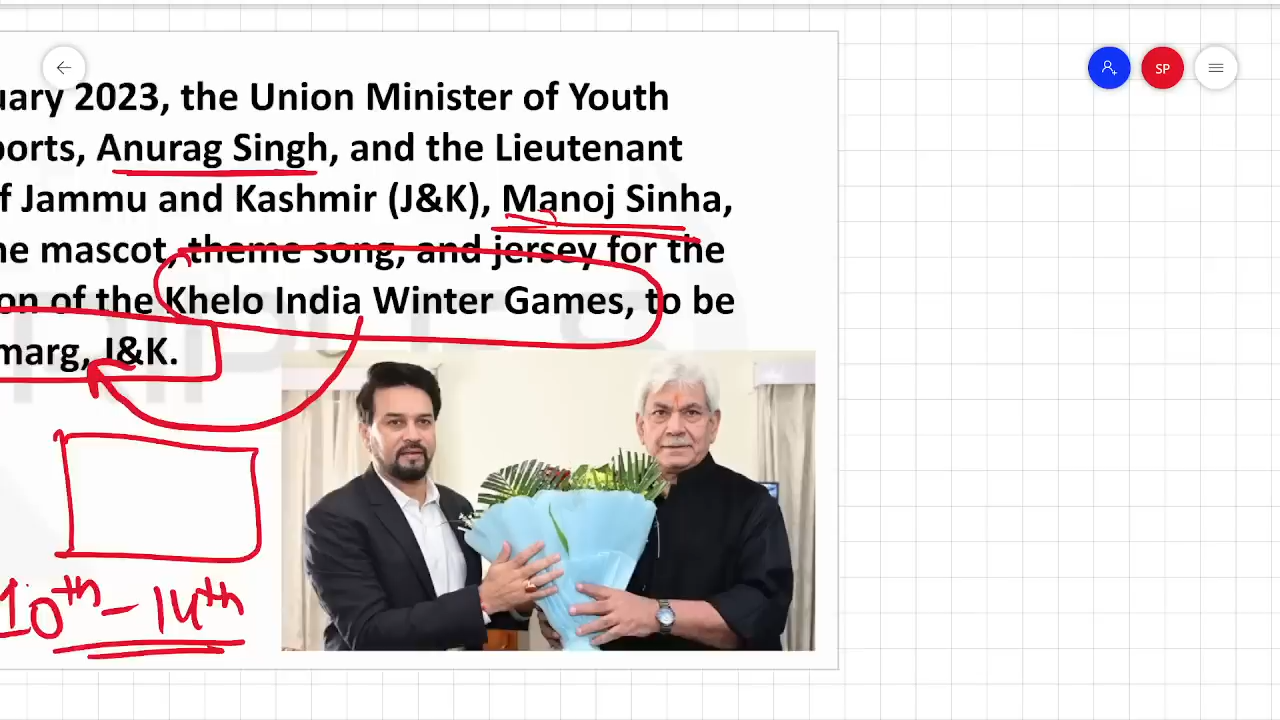 SP
uary 2023, the Union Minister of Youth
ports, Anurag Singh, and the Lieutenant
f Jammu and Kashmir (J&K), Manoj Sinha,
he mascot, theme song, and jersey for the
on of the Khelo India Winter Games, to be
marg, J&K.
10th - 14th